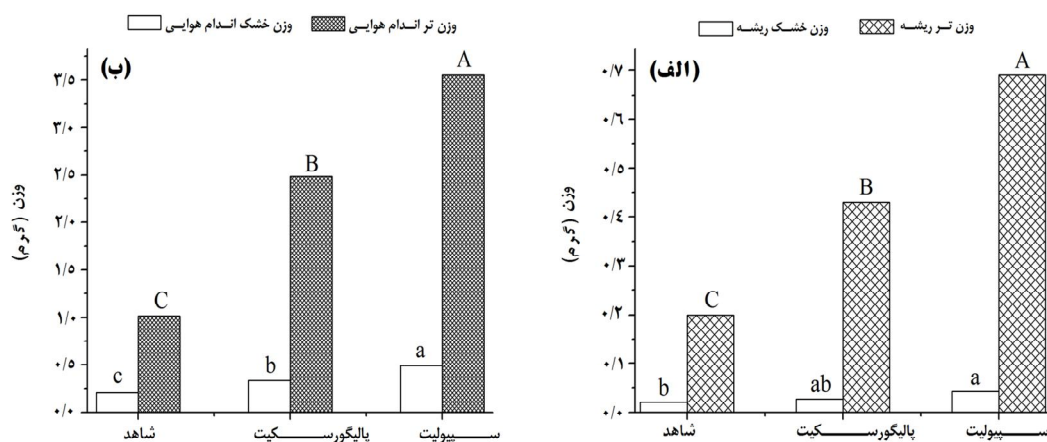 وزن تر ریشه
وزن خشک ریشه
(الف)
وزن (گرم)
۰/۷
۰/۶
۰/۵
۰/٤
۰/۳
۰/۲
۰/۱
۰/۰
A
B
C
a
ab
b
شاهد
پالیگورسکیت
سپیولیت
وزن تر اندام هوایی
وزن خشک اندام هوایی
(ب)
وزن (گرم)
۳/۵
۳/۰
۲/۵
۲/۰
۱/۵
۱/۰
۰/۵
۰/۰
A
B
C
a
b
c
شاهد
پالیگورسکیت
سپیولیت